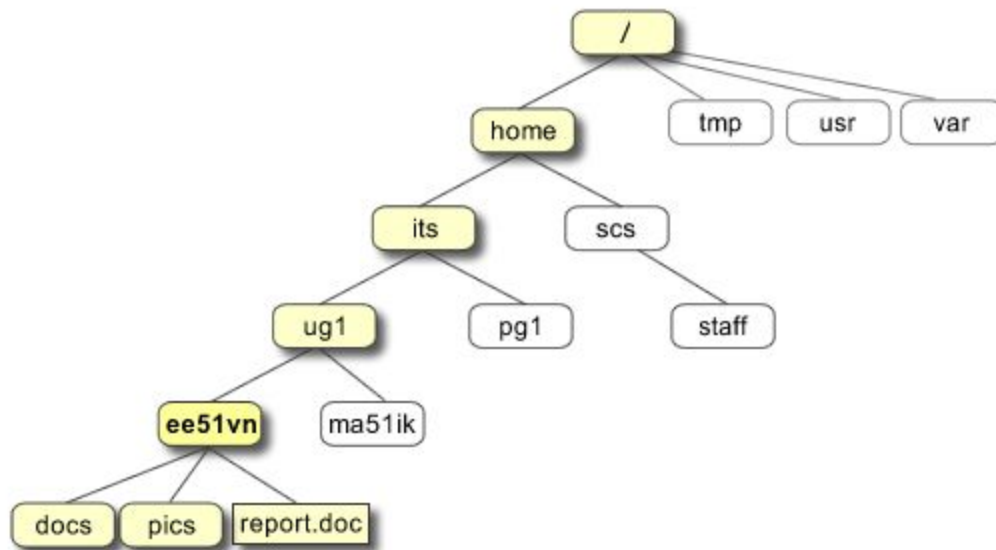 /
home
tmp
usr
var
its
scs
ug1
pg1
staff
ee51vn
ma51ik
docs
pics
report.doc